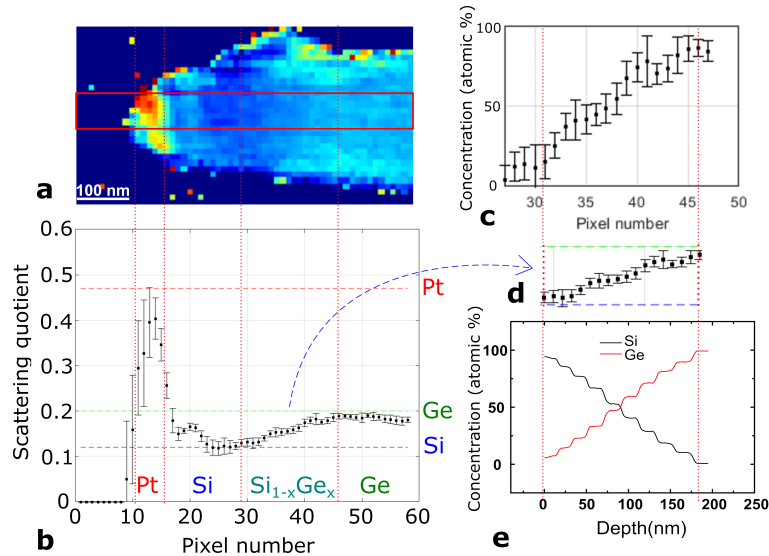 a
100 nm
Scattering quotient
0.6
0.5
0.4
0.3
0.2
0.1
0
0 10 20 30 40 50 60
Pixel number
Pt
Ge
Si
Pt Si Si1-xGex Ge
b
Concentration (atomic %)
100
50
0
30 35 40 45 50
Pixel number
c
d
Concentration (atomic %)
100
50
0
Si
Ge
-50 0 50 100 150 200 250
Depth(nm)
e